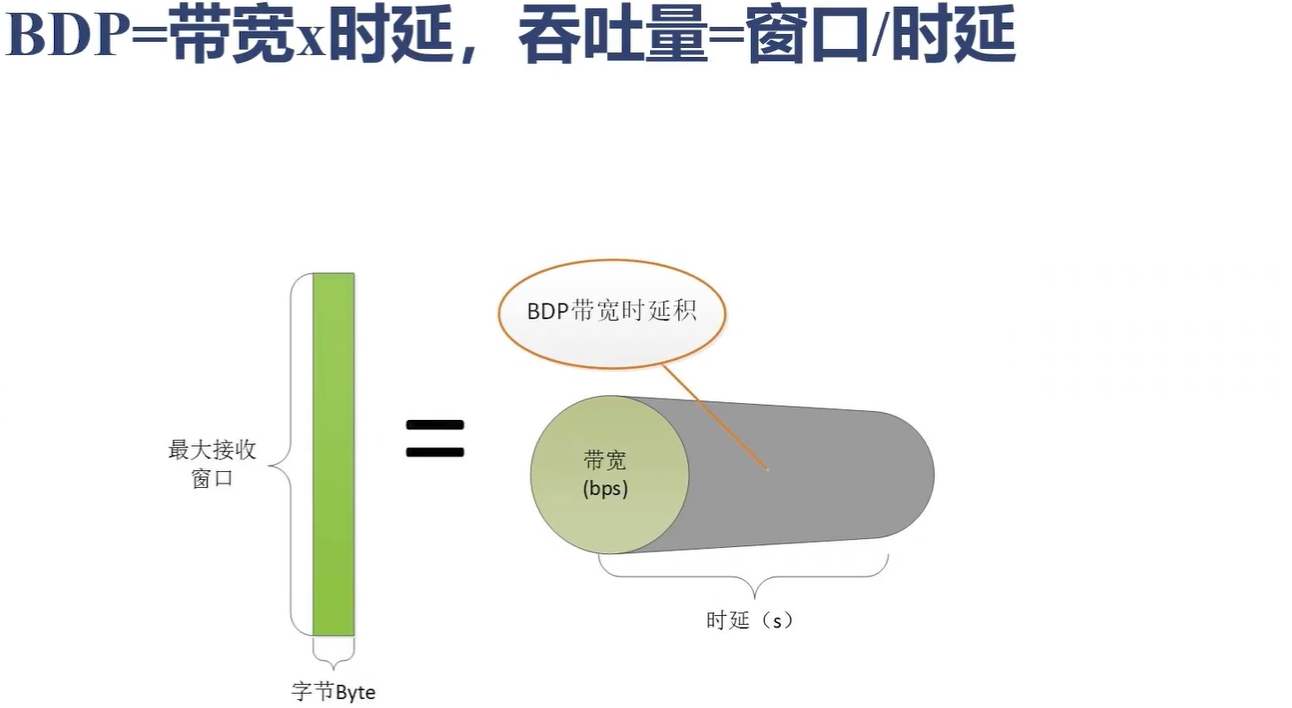 BDP=带宽x时延，吞吐量=窗口/时延
BDP带宽时延积
最大接收
窗口
带宽
(bps)
时延（s）
字节Byte